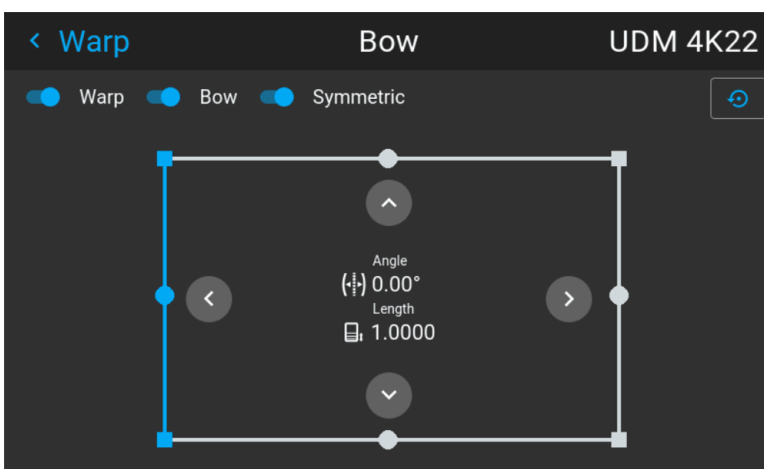 Warp
Bow
UDM 4K22
Warp
Bow
Symmetric
Angle
0.00°
Length
1.0000